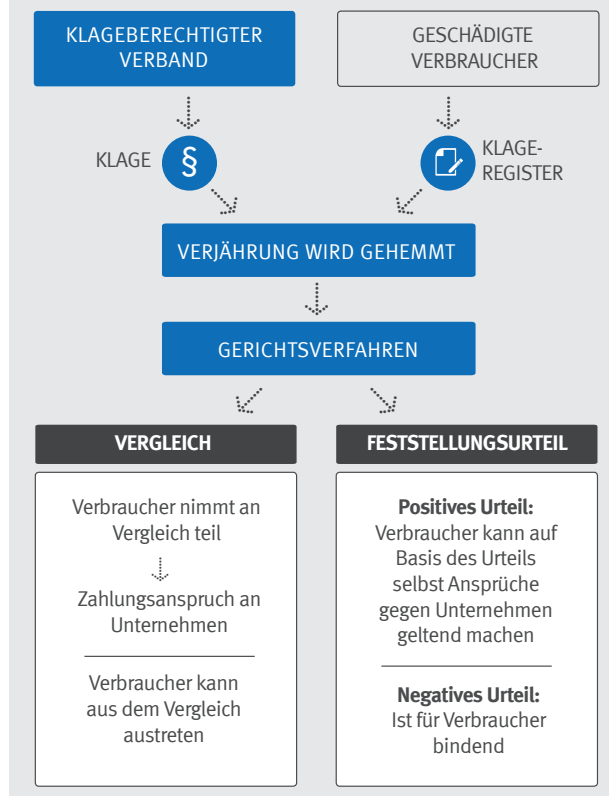 KLAGEBERECHTIGTER
VERBAND
GESCHÄDIGTE
VERBRAUCHER
KLAGE
§
KLAGE-
REGISTER
VERJÄHRUNG WIRD GEHEMMT
GERICHTSVERFAHREN
VERGLEICH
Verbraucher nimmt an
Vergleich teil
Zahlungsanspruch an
Unternehmen
Verbraucher kann
aus dem Vergleich
austreten
FESTSTELLUNGSURTEIL
Positives Urteil:
Verbraucher kann auf
Basis des Urteils
selbst Ansprüche
gegen Unternehmen
geltend machen
Negatives Urteil:
Ist für Verbraucher
bindend